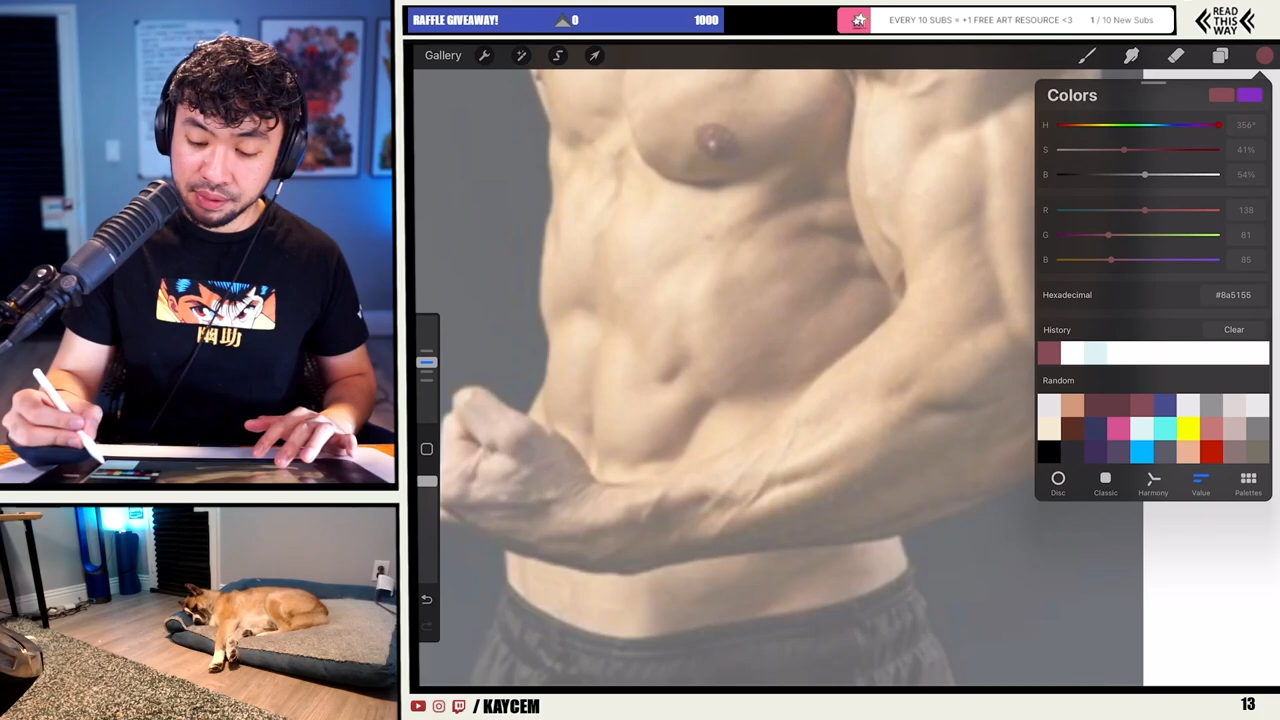 RAFFLE GIVEAWAY!
0
1000
EVERY 10 SUBS = +1 FREE ART RESOURCE <3
1 / 10 New Subs
READ
THIS
WAY
Gallery
Colors
H 356°
S 41%
B 54%
R 138
G 81
B 85
Hexadecimal #8a5155
History Clear
Random
Disc Classic Harmony Value Palettes
/ KAYCEM
13